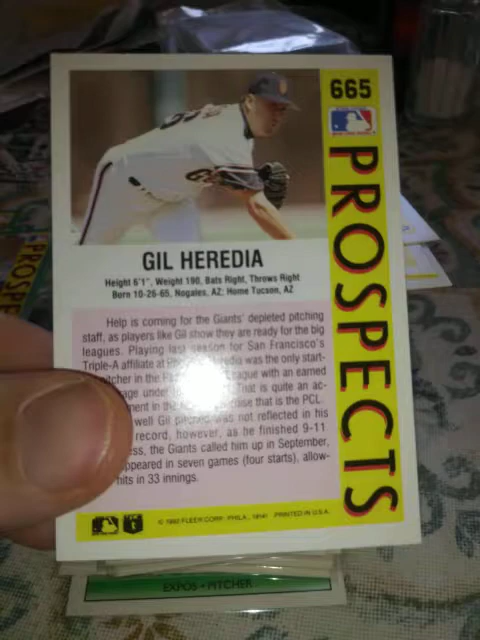 665
PROSPECTS
GIL HEREDIA
Height 6'1", Weight 190, Bats Right, Throws Right
Born 10-26-65, Nogales, AZ; Home Tucson, AZ
Help is coming for the Giants' depleted pitching
staff, as players like Gil show they are ready for the big
leagues. Playing last season for San Francisco's
Triple-A affiliate at Heredia was the only start-
pitcher in the League with an earned
under That is quite an ac-
in the that is the PCL.
well Gil pitched was not reflected in his
record, however, as he finished 9-11
the Giants called him up in September,
appeared in seven games (four starts), allow-
hits in 33 innings.
© 1992 FLEER CORP. PHILA., 19141 PRINTED IN U.S.A.
EXPOS • PITCHER
PROSPE